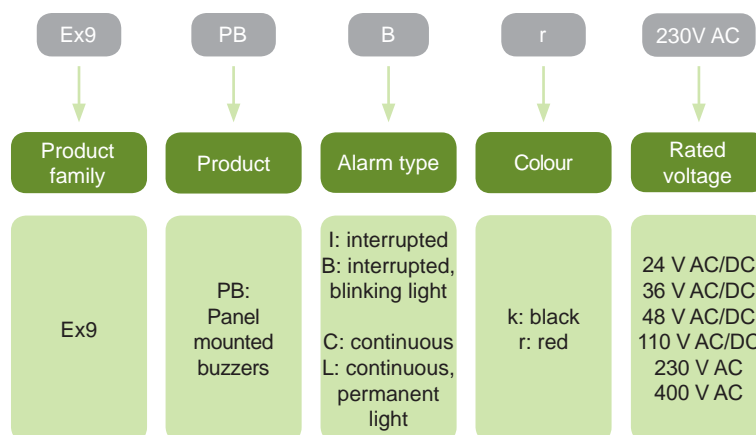 Ex9
PB
B
r
230V AC
Product
family
Product
Alarm type
Colour
Rated
voltage
Ex9
PB:
Panel
mounted
buzzers
I: interrupted
B: interrupted,
blinking light
C: continuous
L: continuous,
permanent
light
k: black
r: red
24 V AC/DC
36 V AC/DC
48 V AC/DC
110 V AC/DC
230 V AC
400 V AC